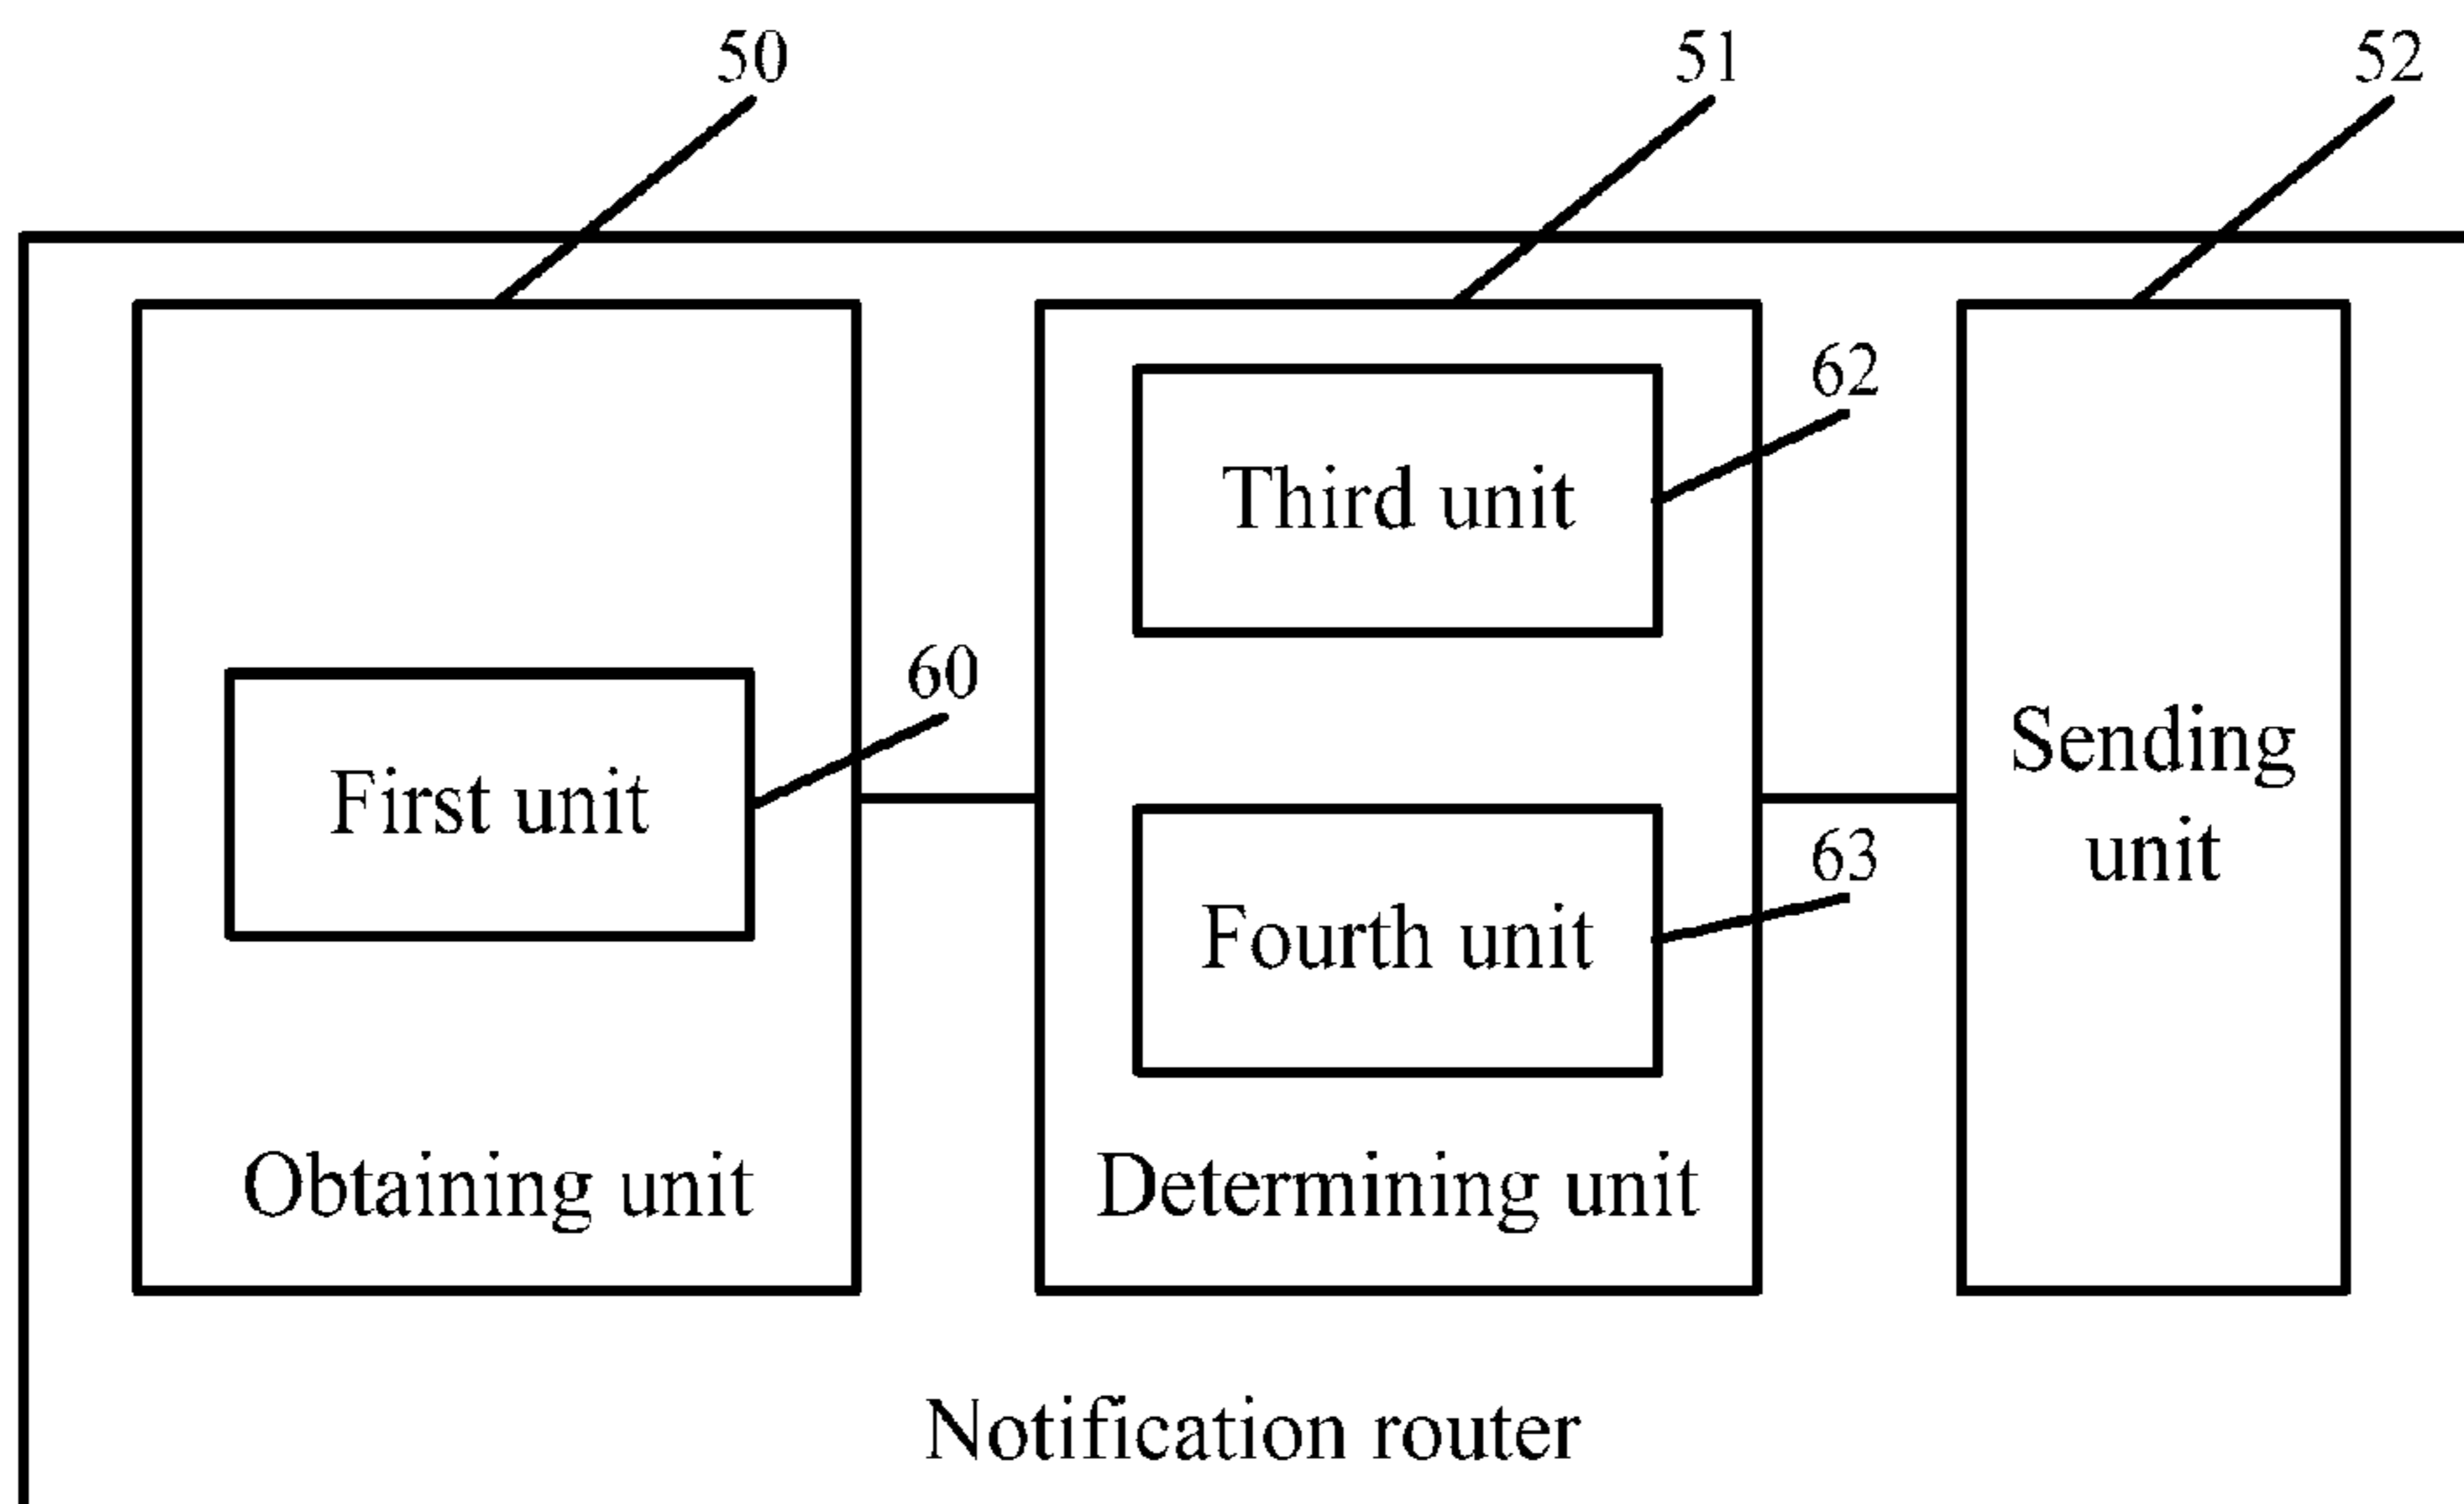 50
51
52
62
Third unit
60
First unit
Sending
unit
63
Fourth unit
Obtaining unit
Determining unit
Notification router